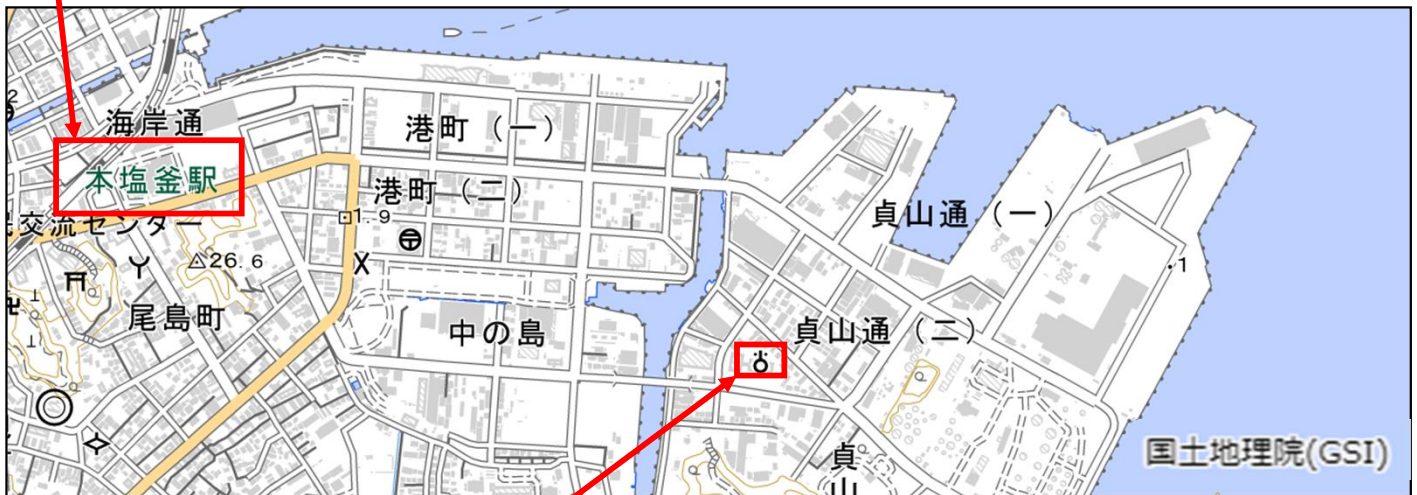 海岸通
港町（一）
本塩釜駅
港町（二）
貞山通（一）
1.9
交流センター
26.6
1
尾島町
中の島
貞山通（二）
貞
山
国土地理院(GSI)